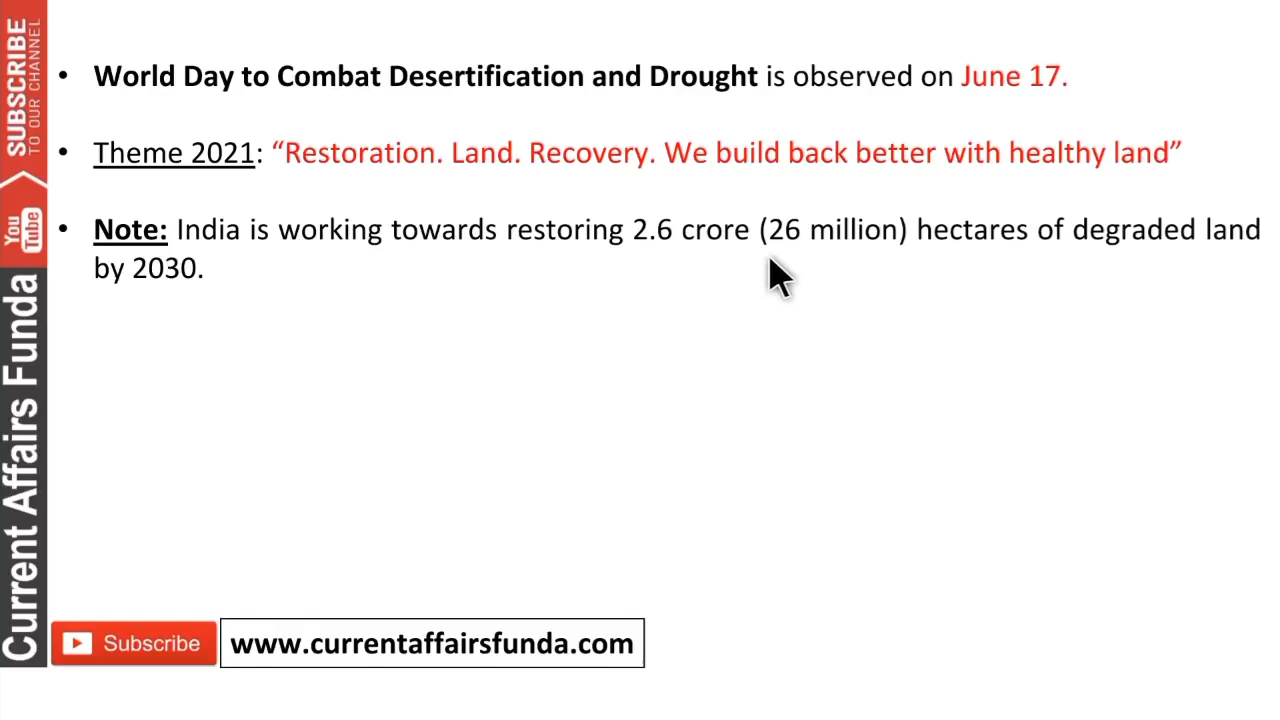 • World Day to Combat Desertification and Drought is observed on June 17.
• Theme 2021: “Restoration. Land. Recovery. We build back better with healthy land”
• Note: India is working towards restoring 2.6 crore (26 million) hectares of degraded land
by 2030.
SUBSCRIBE
TO OUR CHANNEL
You
Tube
Current Affairs Funda
Subscribe
www.currentaffairsfunda.com